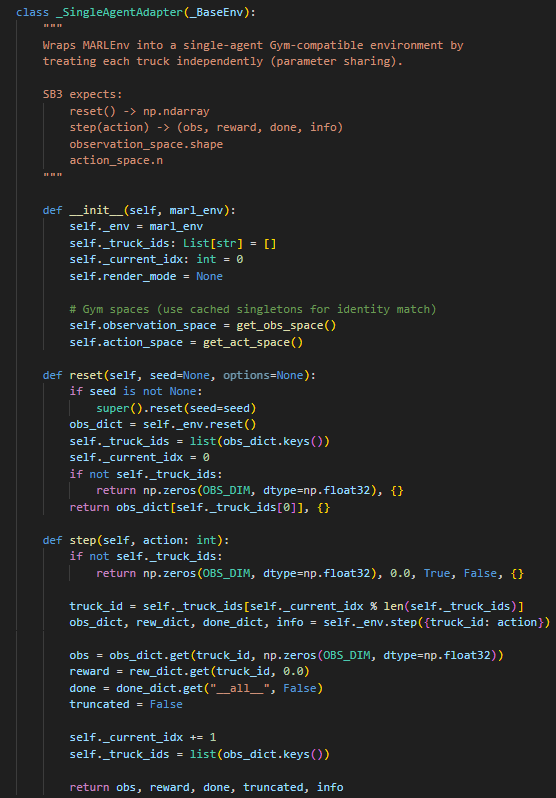 class _SingleAgentAdapter(_BaseEnv):
    """
    Wraps MARLEnv into a single-agent Gym-compatible environment by
    treating each truck independently (parameter sharing).

    SB3 expects:
        reset() -> np.ndarray
        step(action) -> (obs, reward, done, info)
        observation_space.shape
        action_space.n
    """

    def __init__(self, marl_env):
        self._env = marl_env
        self._truck_ids: List[str] = []
        self._current_idx: int = 0
        self.render_mode = None

        # Gym spaces (use cached singletons for identity match)
        self.observation_space = get_obs_space()
        self.action_space = get_act_space()

    def reset(self, seed=None, options=None):
        if seed is not None:
            super().reset(seed=seed)
        obs_dict = self._env.reset()
        self._truck_ids = list(obs_dict.keys())
        self._current_idx = 0
        if not self._truck_ids:
            return np.zeros(OBS_DIM, dtype=np.float32), {}
        return obs_dict[self._truck_ids[0]], {}

    def step(self, action: int):
        if not self._truck_ids:
            return np.zeros(OBS_DIM, dtype=np.float32), 0.0, True, False, {}

        truck_id = self._truck_ids[self._current_idx % len(self._truck_ids)]
        obs_dict, rew_dict, done_dict, info = self._env.step({truck_id: action})

        obs = obs_dict.get(truck_id, np.zeros(OBS_DIM, dtype=np.float32))
        reward = rew_dict.get(truck_id, 0.0)
        done = done_dict.get("__all__", False)
        truncated = False

        self._current_idx += 1
        self._truck_ids = list(obs_dict.keys())

        return obs, reward, done, truncated, info